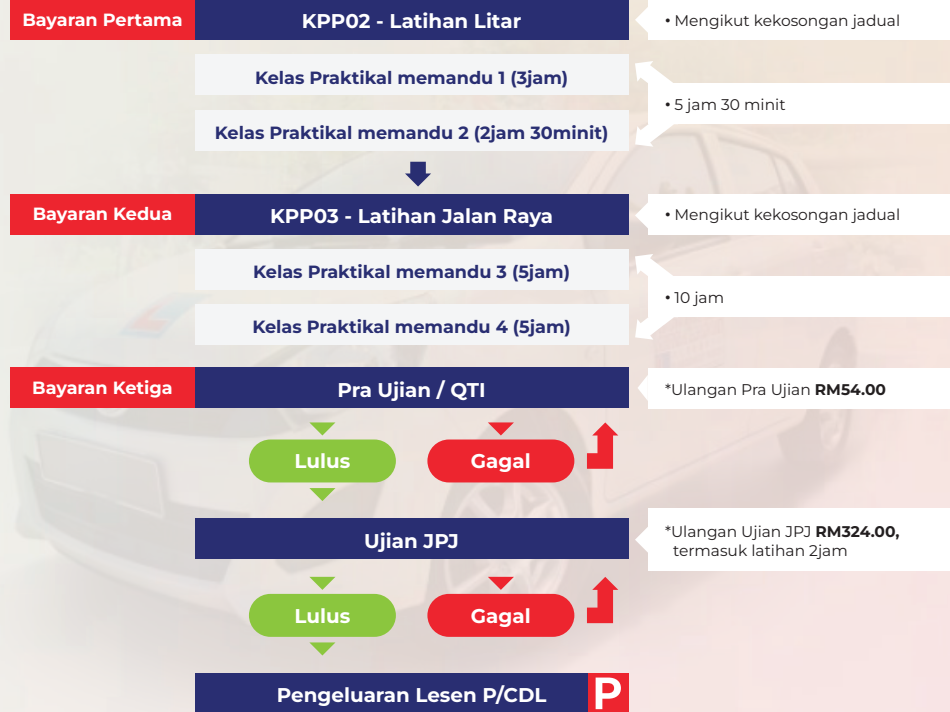 Bayaran Pertama
KPP02 - Latihan Litar
• Mengikut kekosongan jadual
Kelas Praktikal memandu 1 (3jam)
• 5 jam 30 minit
Kelas Praktikal memandu 2 (2jam 30minit)
Bayaran Kedua
KPP03 - Latihan Jalan Raya
• Mengikut kekosongan jadual
Kelas Praktikal memandu 3 (5jam)
• 10 jam
Kelas Praktikal memandu 4 (5jam)
Bayaran Ketiga
Pra Ujian / QTI
*Ulangan Pra Ujian RM54.00
Lulus
Gagal
Ujian JPJ
*Ulangan Ujian JPJ RM324.00,
termasuk latihan 2jam
Lulus
Gagal
Pengeluaran Lesen P/CDL
P